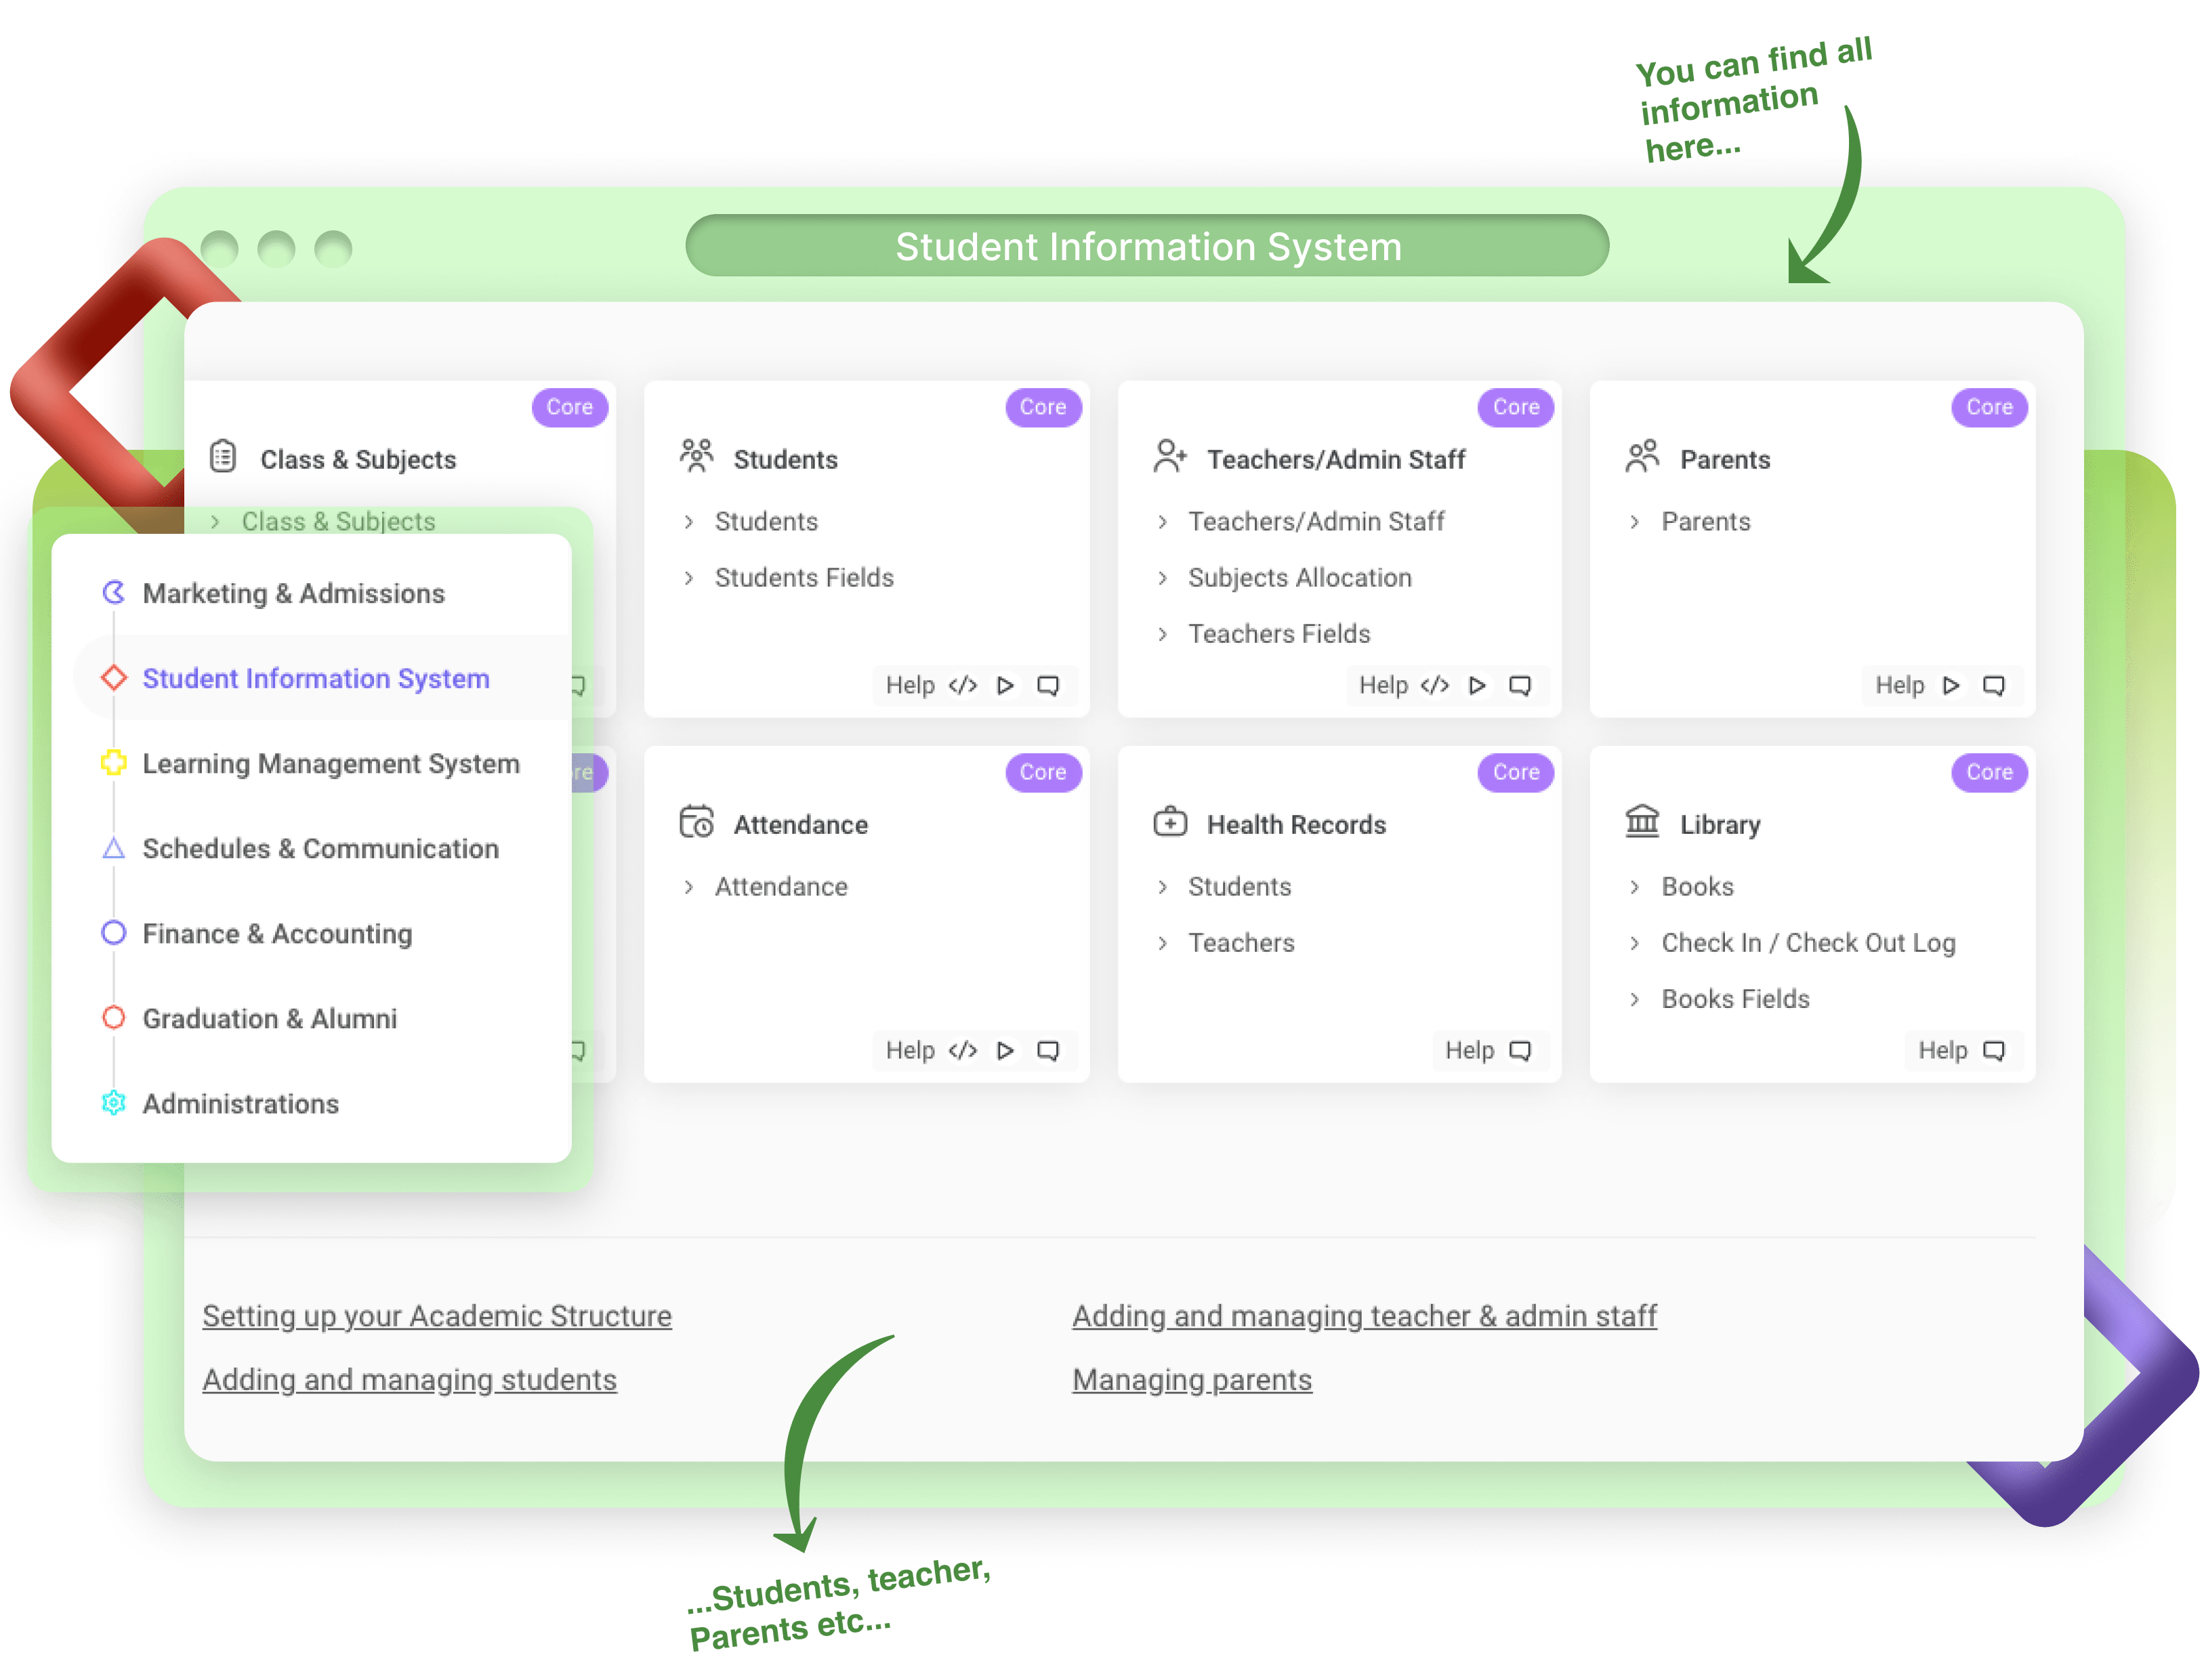 You can find all
information
here...
Student Information System
Core
Class & Subjects
Class & Subjects
Core
Students
Students
Students Fields
Help
Core
Teachers/Admin Staff
Teachers/Admin Staff
Subjects Allocation
Teachers Fields
Help
Core
Parents
Parents
Help
Marketing & Admissions
Student Information System
Learning Management System
Schedules & Communication
Finance & Accounting
Graduation & Alumni
Administrations
Core
Attendance
Attendance
Help
Core
Health Records
Students
Teachers
Help
Core
Library
Books
Check In / Check Out Log
Books Fields
Help
Setting up your Academic Structure
Adding and managing students
Adding and managing teacher & admin staff
Managing parents
...Students, teacher,
Parents etc...